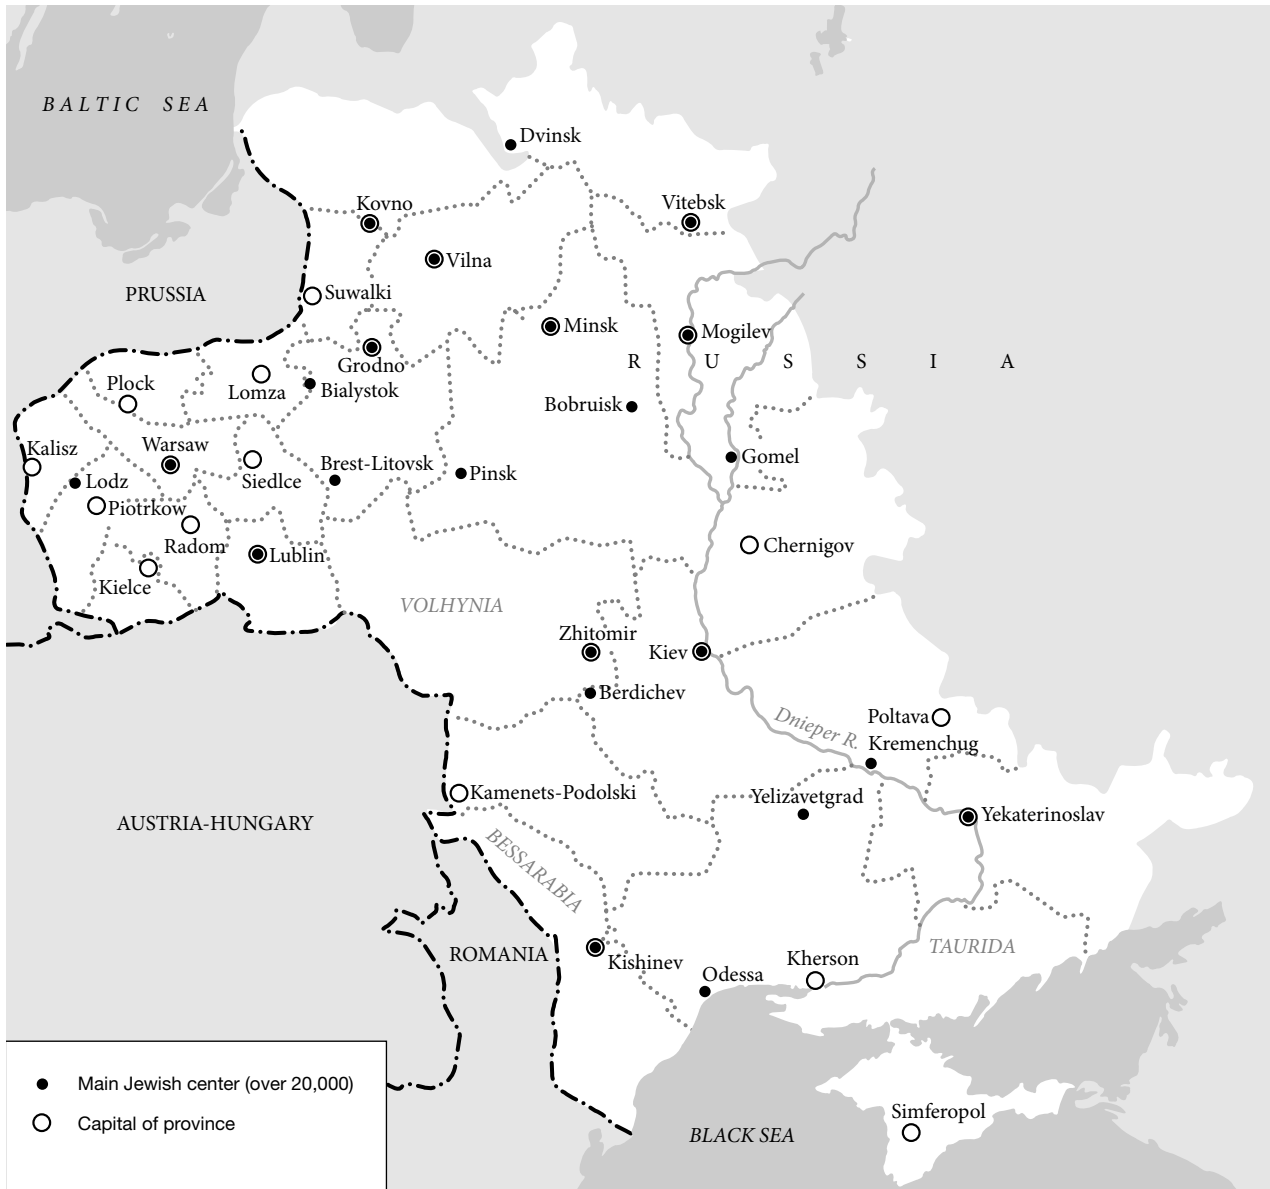 BALTIC SEA
Dvinsk
Kovno
Vitebsk
Vilna
PRUSSIA
Suwalki
Minsk
Mogilev
RUSSIA
Grodno
Plock
Lomza
Bialystok
Bobruisk
Kalisz
Warsaw
Gomel
Brest-Litovsk
Pinsk
Lodz
Siedlce
Piotrkow
Radom
Lublin
Chernigov
Kielce
VOLHYNIA
Zhitomir
Kiev
Berdichev
Dnieper R.
Poltava
Kremenchug
Kamenets-Podolski
Yelizavetgrad
Yekaterinoslav
AUSTRIA-HUNGARY
BESSARABIA
ROMANIA
TAURIDA
Kishinev
Kherson
Odessa
Main Jewish center (over 20,000)
Capital of province
Simferopol
BLACK SEA